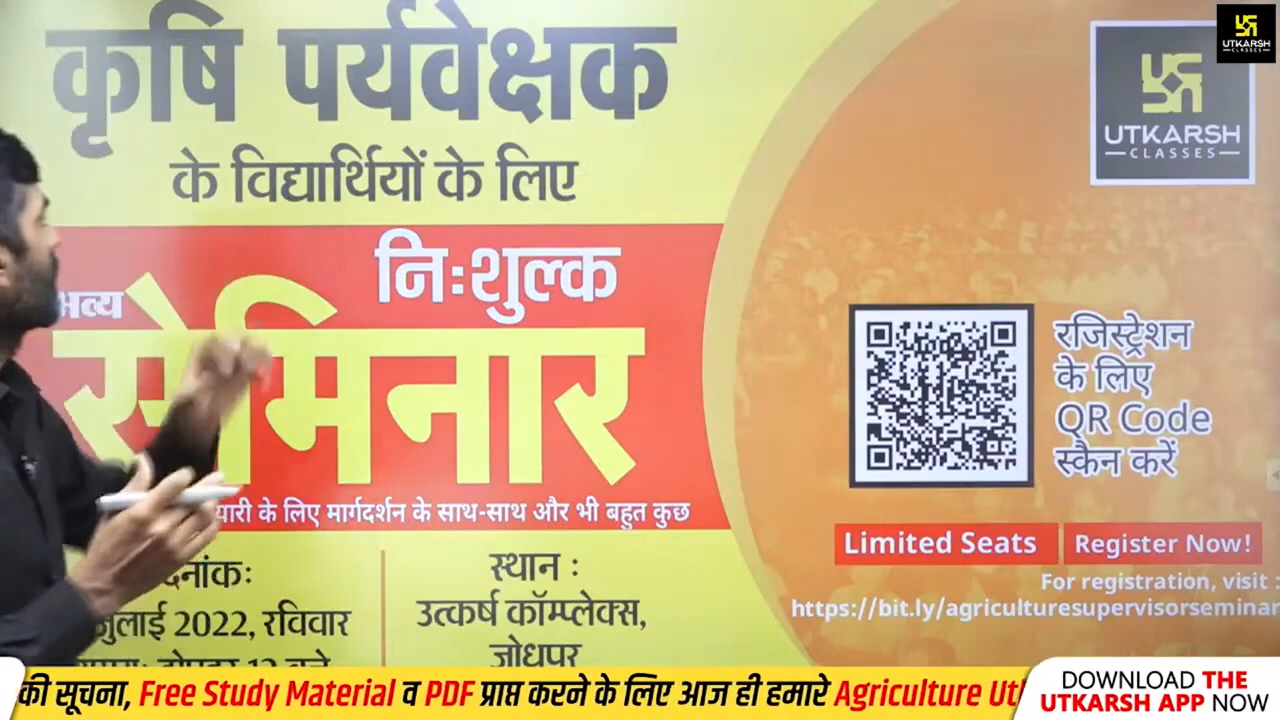 कृषि पर्यवेक्षक
के विद्यार्थियों के लिए
निःशुल्क
भव्य
सेमिनार
के लिए मार्गदर्शन के साथ-साथ और भी बहुत कुछ
जुलाई 2022, रविवार
स्थान :
उत्कर्ष कॉम्प्लेक्स,
जोधपुर
UTKARSH
CLASSES
UTKARSH
CLASSES
रजिस्ट्रेशन
के लिए
QR Code
स्कैन करें
Limited Seats
Register Now!
For registration, visit :
https://bit.ly/agriculturesupervisorseminar
की सूचना, Free Study Material व PDF प्राप्त करने के लिए आज ही हमारे Agriculture
DOWNLOAD THE
UTKARSH APP NOW